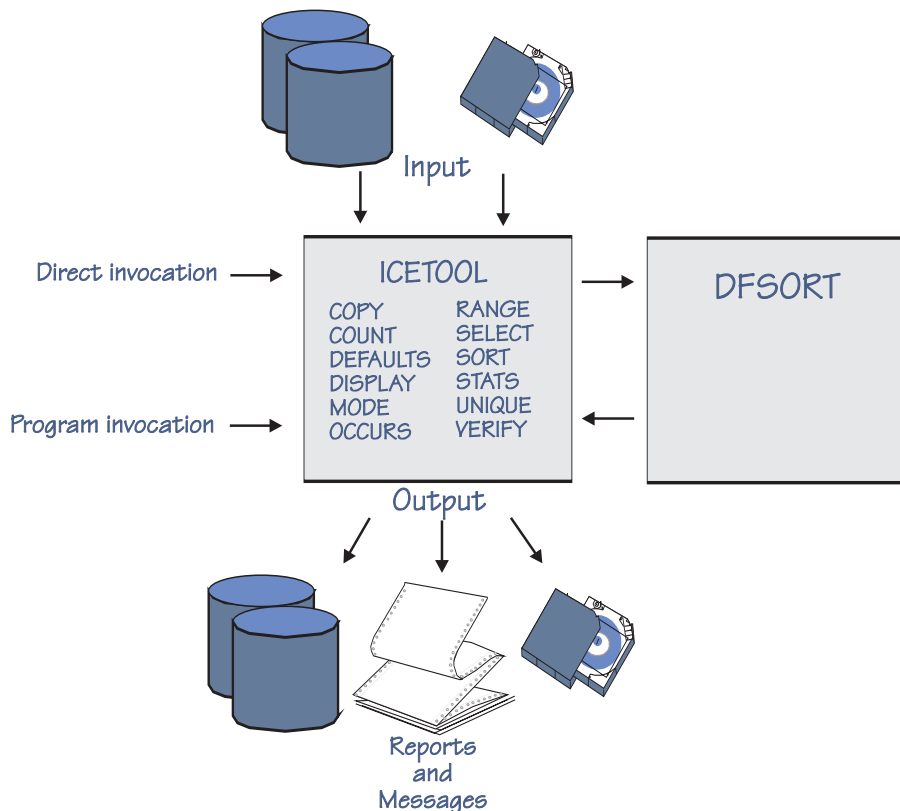 Input
Direct invocation
Program invocation
ICETOOL
COPY
COUNT
DEFAULTS
DISPLAY
MODE
OCCURS
RANGE
SELECT
SORT
STATS
UNIQUE
VERIFY
DFSORT
Output
Reports
and
Messages